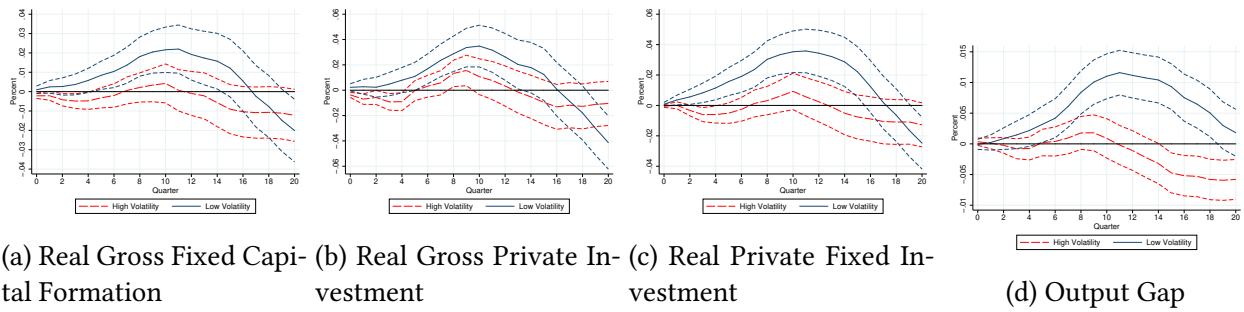 .04
.03
.02
.01
0
-.01
-.02
-.03
-.04
Percent
0 2 4 6 8 10 12 14 16 18 20
Quarter
High Volatility Low Volatility
(a) Real Gross Fixed Capi-
tal Formation
.06
.04
.02
0
-.02
-.04
-.06
Percent
0 2 4 6 8 10 12 14 16 18 20
Quarter
High Volatility Low Volatility
(b) Real Gross Private In-
vestment
.06
.04
.02
0
-.02
-.04
Percent
0 2 4 6 8 10 12 14 16 18 20
Quarter
High Volatility Low Volatility
(c) Real Private Fixed In-
vestment
.015
.01
.005
0
-.005
-.01
Percent
0 2 4 6 8 10 12 14 16 18 20
Quarter
High Volatility Low Volatility
(d) Output Gap